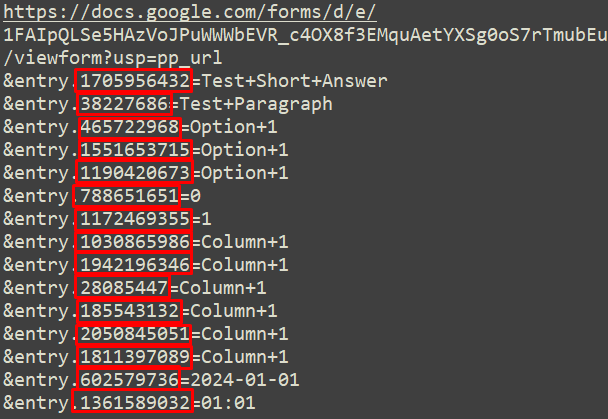 https://docs.google.com/forms/d/e/
1FAIpQLSe5HAzVoJPuWWWbEVR_c4OX8f3EMquAetYXSg0oS7rTmubEu
/viewform?usp=pp_url
&entry.1705956432=Test+Short+Answer
&entry.38227686=Test+Paragraph
&entry.465722968=Option+1
&entry.1551653715=Option+1
&entry.1190420673=Option+1
&entry.788651651=0
&entry.1172469355=1
&entry.1030865986=Column+1
&entry.1942196346=Column+1
&entry.28085447=Column+1
&entry.185543132=Column+1
&entry.2050845051=Column+1
&entry.1811397089=Column+1
&entry.602579736=2024-01-01
&entry.1361589032=01:01